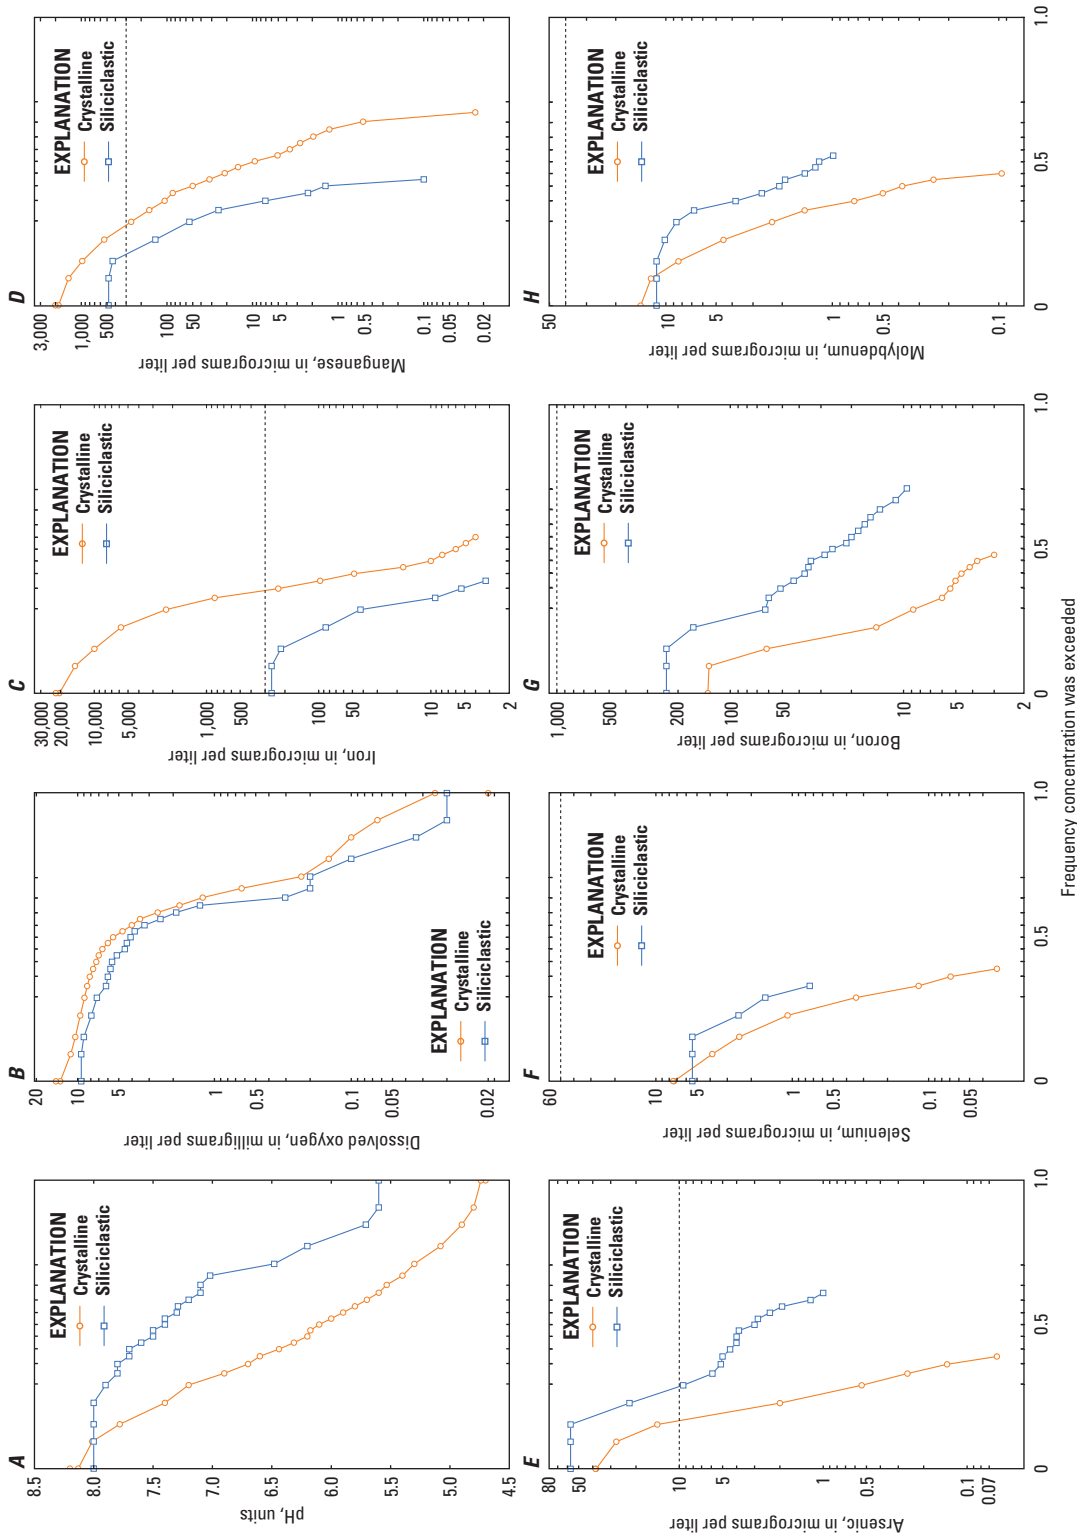 A
EXPLANATION
Crystalline
Siliciclastic
pH, units
8.5
8.0
7.5
7.0
6.5
6.0
5.5
5.0
4.5
B
EXPLANATION
Crystalline
Siliciclastic
Dissolved oxygen, in milligrams per liter
20
10
5
1
0.5
0.1
0.05
0.02
C
EXPLANATION
Crystalline
Siliciclastic
Iron, in micrograms per liter
30,000
20,000
10,000
5,000
1,000
500
100
50
10
5
2
D
EXPLANATION
Crystalline
Siliciclastic
Manganese, in micrograms per liter
3,000
1,000
500
100
50
10
5
1
0.5
0.1
0.05
0.02
E
EXPLANATION
Crystalline
Siliciclastic
Arsenic, in micrograms per liter
80
50
10
5
1
0.5
0.1
0.07
0
0.5
1.0
F
EXPLANATION
Crystalline
Siliciclastic
Selenium, in micrograms per liter
60
10
5
1
0.5
0.1
0.05
0
0.5
1.0
G
EXPLANATION
Crystalline
Siliciclastic
Boron, in micrograms per liter
1,000
500
200
100
50
10
5
2
0
0.5
1.0
H
EXPLANATION
Crystalline
Siliciclastic
Molybdenum, in micrograms per liter
50
10
5
1
0.5
0.1
0
0.5
1.0
Frequency concentration was exceeded